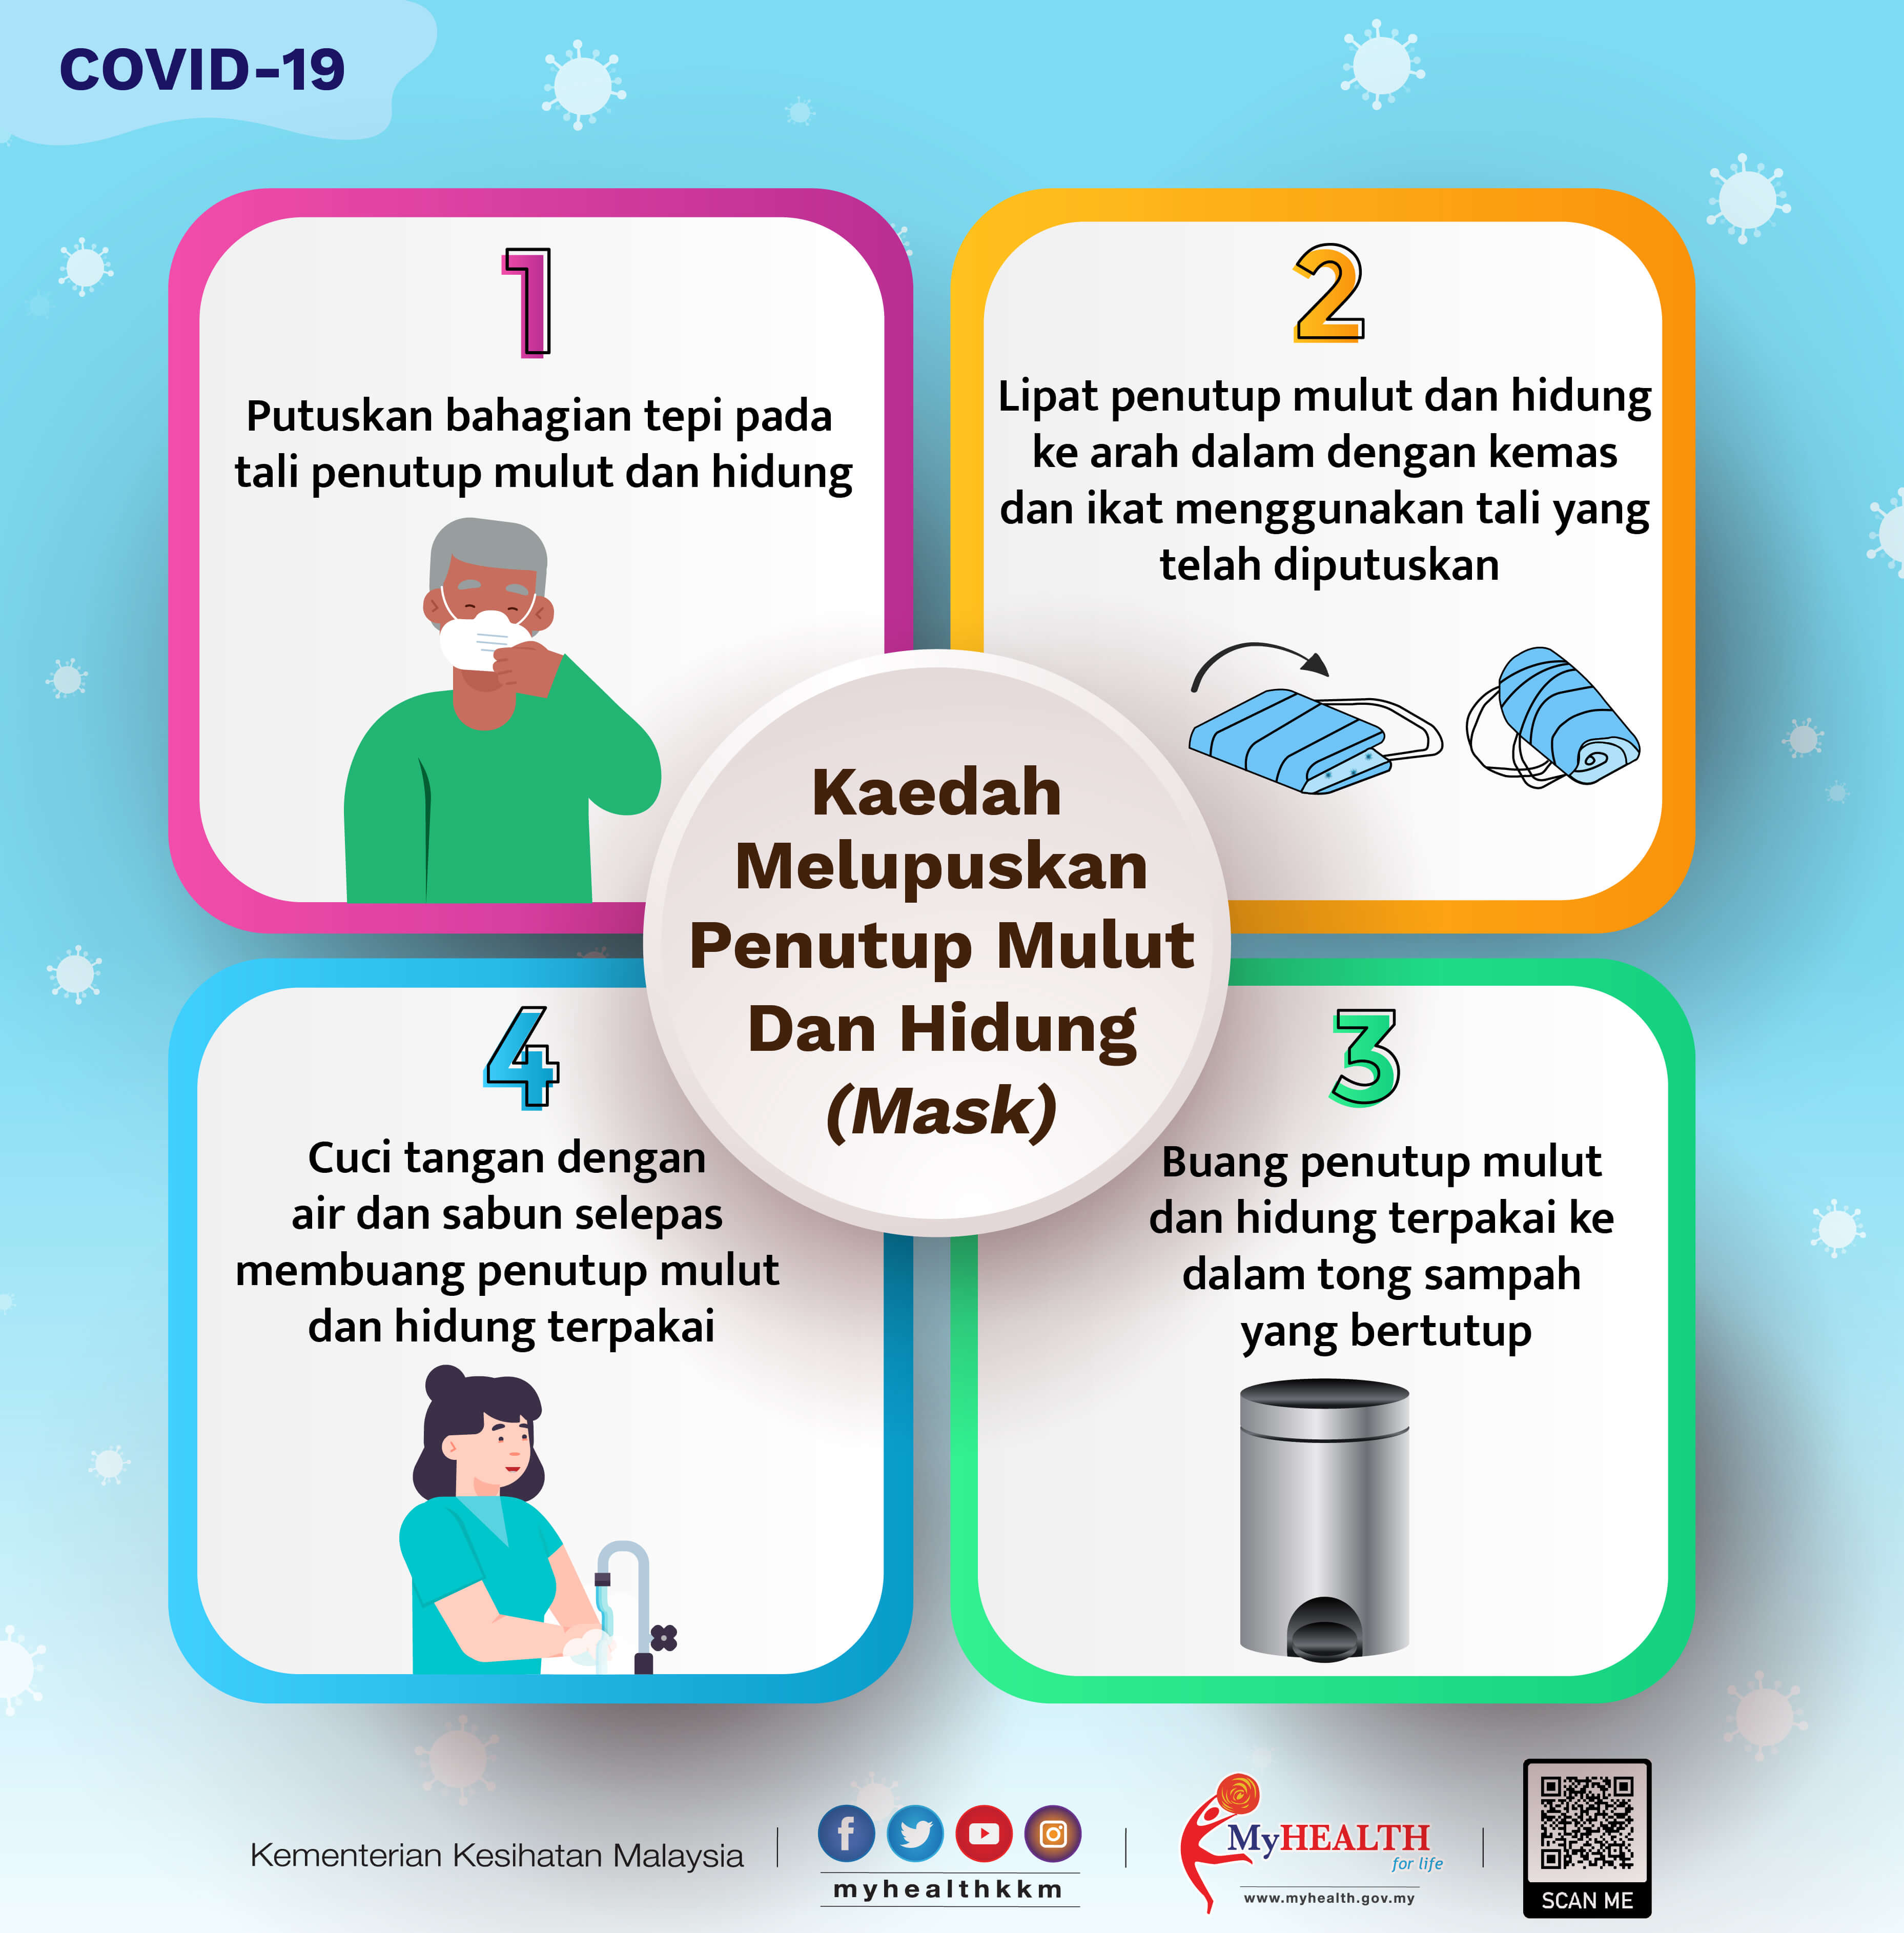 COVID-19
1
Putuskan bahagian tepi pada
tali penutup mulut dan hidung
2
Lipat penutup mulut dan hidung
ke arah dalam dengan kemas
dan ikat menggunakan tali yang
telah diputuskan
Kaedah
Melupuskan
Penutup Mulut
Dan Hidung
(Mask)
3
Buang penutup mulut
dan hidung terpakai ke
dalam tong sampah
yang bertutup
4
Cuci tangan dengan
air dan sabun selepas
membuang penutup mulut
dan hidung terpakai
Kementerian Kesihatan Malaysia
myhealthkkm
MyHEALTH
for life
www.myhealth.gov.my
SCAN ME